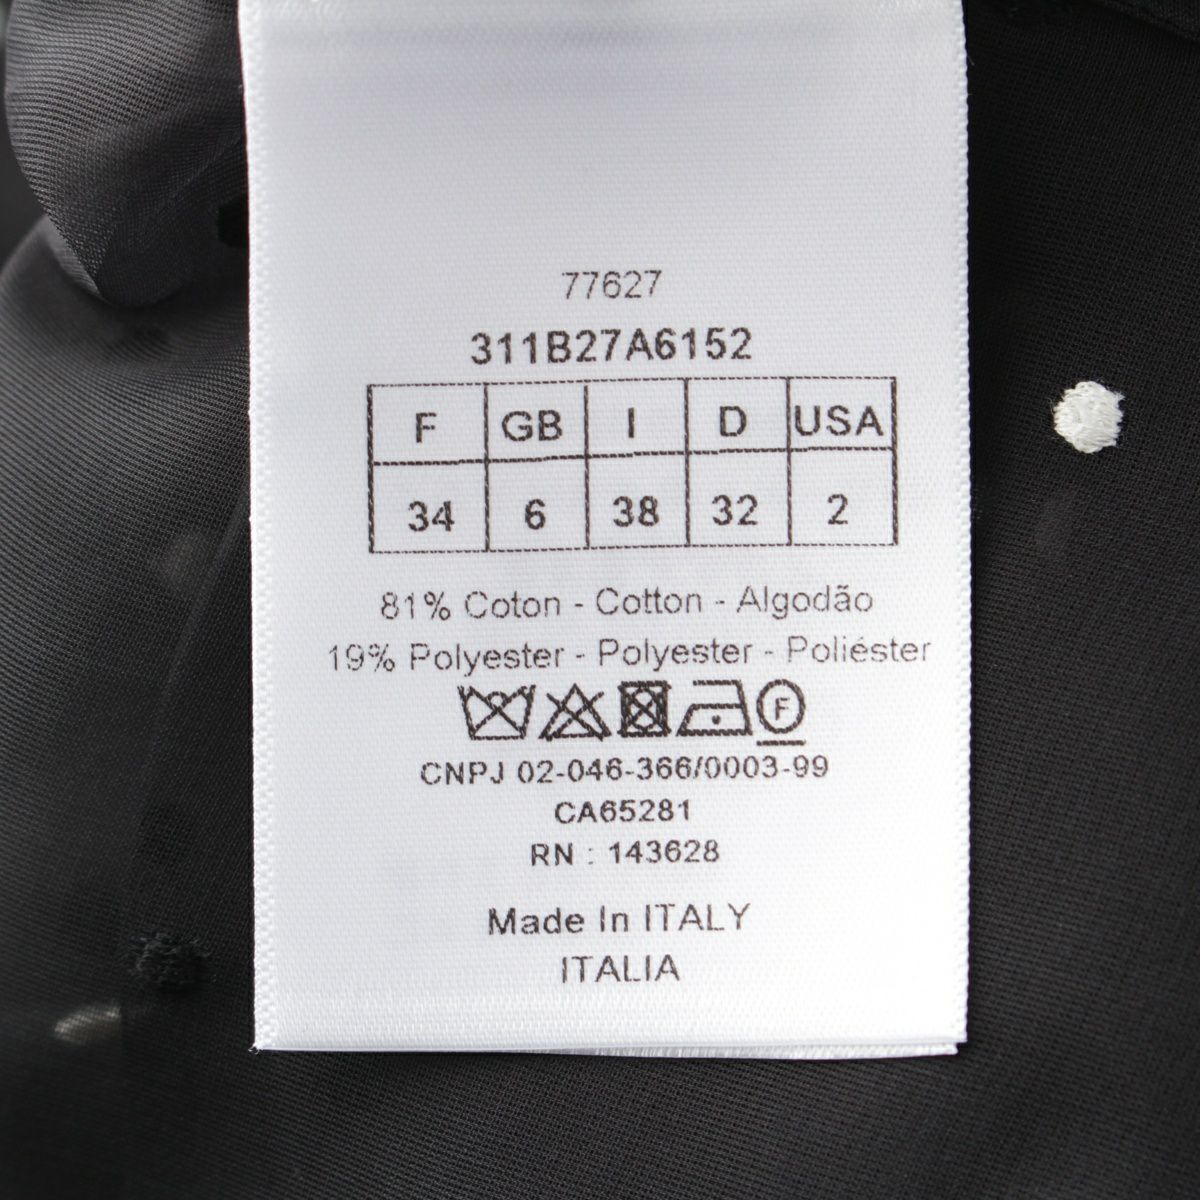 77627
311B27A6152
F GB I D USA
34 6 38 32 2
81% Coton - Cotton - Algodão
19% Polyester - Polyester - Poliéster
F
CNPJ 02-046-366/0003-99
CA65281
RN : 143628
Made In ITALY
ITALIA